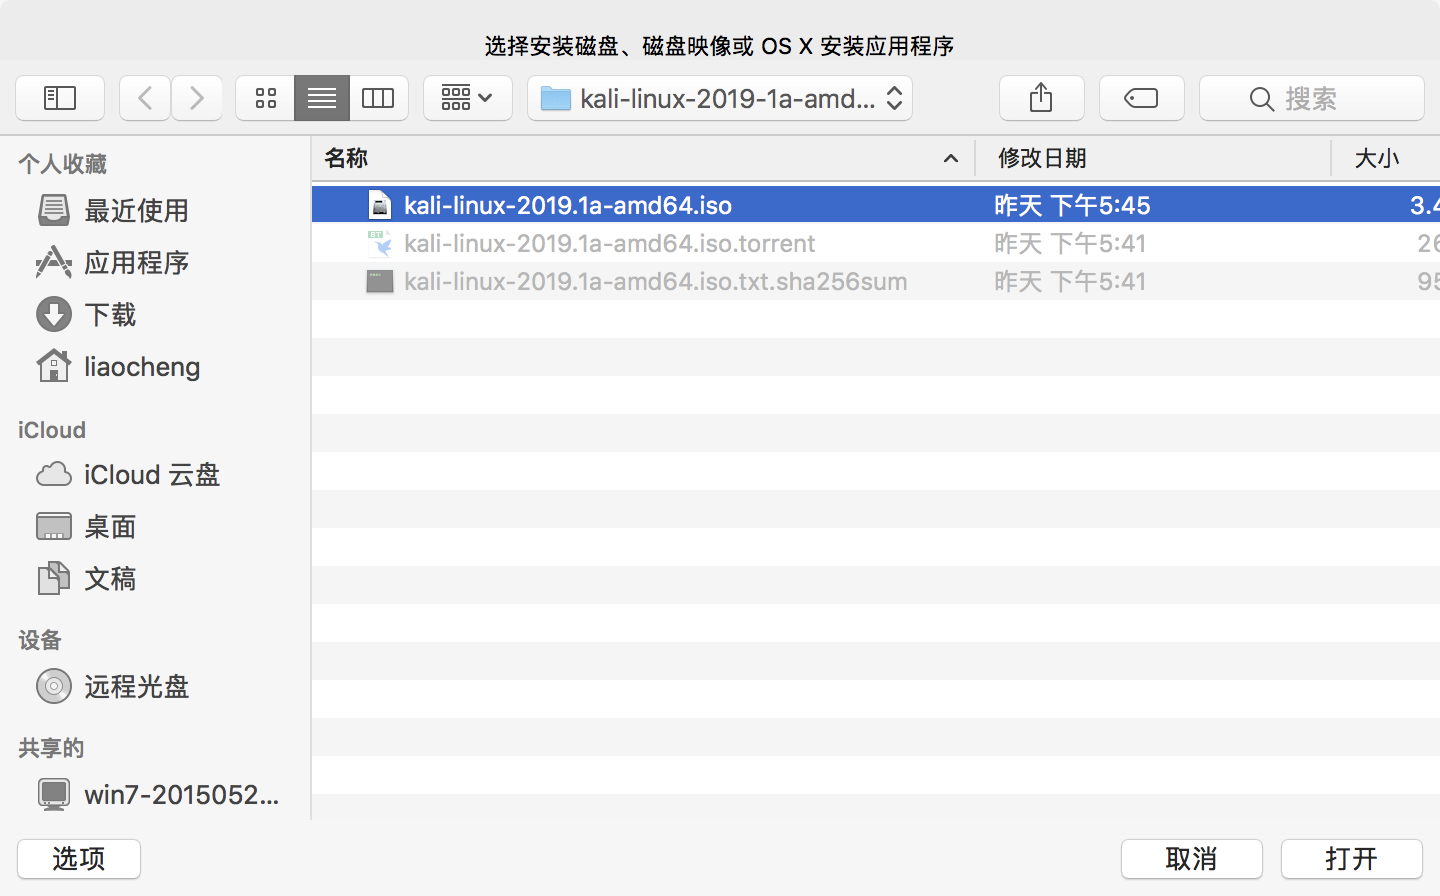 选择安装磁盘、磁盘映像或 OS X 安装应用程序
kali-linux-2019-1a-amd...
搜索
个人收藏
最近使用
应用程序
下载
liaocheng
iCloud
iCloud 云盘
桌面
文稿
设备
远程光盘
共享的
win7-2015052...
名称 修改日期 大小
kali-linux-2019.1a-amd64.iso 昨天 下午5:45 3.4
kali-linux-2019.1a-amd64.iso.torrent 昨天 下午5:41 26
kali-linux-2019.1a-amd64.iso.txt.sha256sum 昨天 下午5:41 95
选项 取消 打开